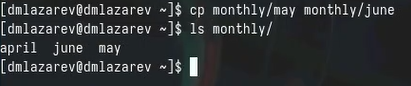 [dmlazarev@dmlazarev ~]$ cp monthly/may monthly/june
[dmlazarev@dmlazarev ~]$ ls monthly/
april  june  may
[dmlazarev@dmlazarev ~]$